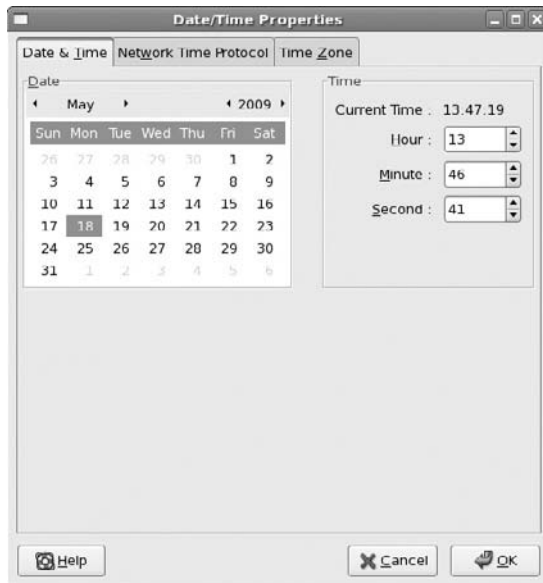 Date/Time Properties
Date & Time Network Time Protocol Time Zone
Date
May 2009
Sun Mon Tue Wed Thu Fri Sat
26 27 28 29 30 1 2
3 4 5 6 7 8 9
10 11 12 13 14 15 16
17 18 19 20 21 22 23
24 25 26 27 28 29 30
31 1 2 3 4 5 6
Time
Current Time : 13:47:19
Hour : 13
Minute : 46
Second : 41
Help
Cancel
OK